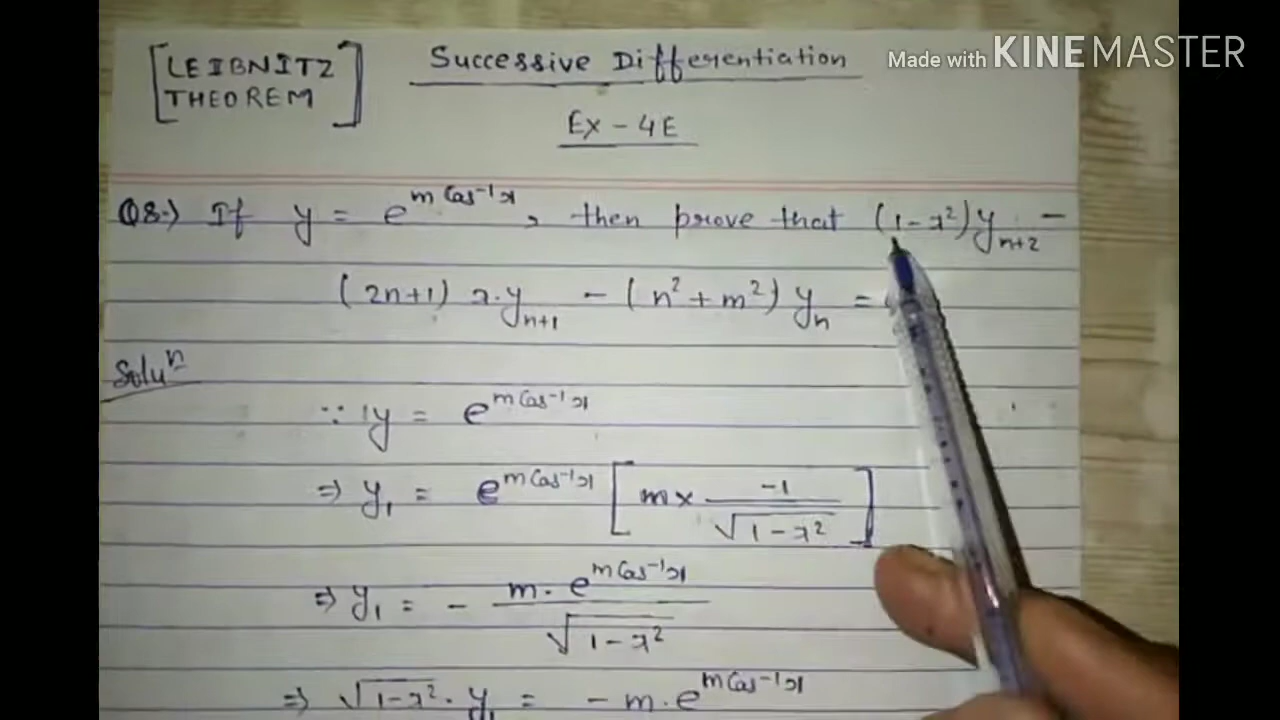 [LEIBNITZ THEOREM]
Successive Differentiation
Made with KINEMASTER
Ex - 4E
Q8.) If y = e^{m Cos⁻¹x}, then prove that (1-x²)y_{n+2} -
(2n+1) x.y_{n+1} - (n²+m²) y_n =
Solu^n
∵ y = e^{m Cos⁻¹x}
⇒ y₁ = e^{m Cos⁻¹x} [m× -1/√(1-x²)]
⇒ y₁ = - m. e^{m Cos⁻¹x}/√(1-x²)
⇒ √(1-x²). y₁ = - m. e^{m Cos⁻¹x}